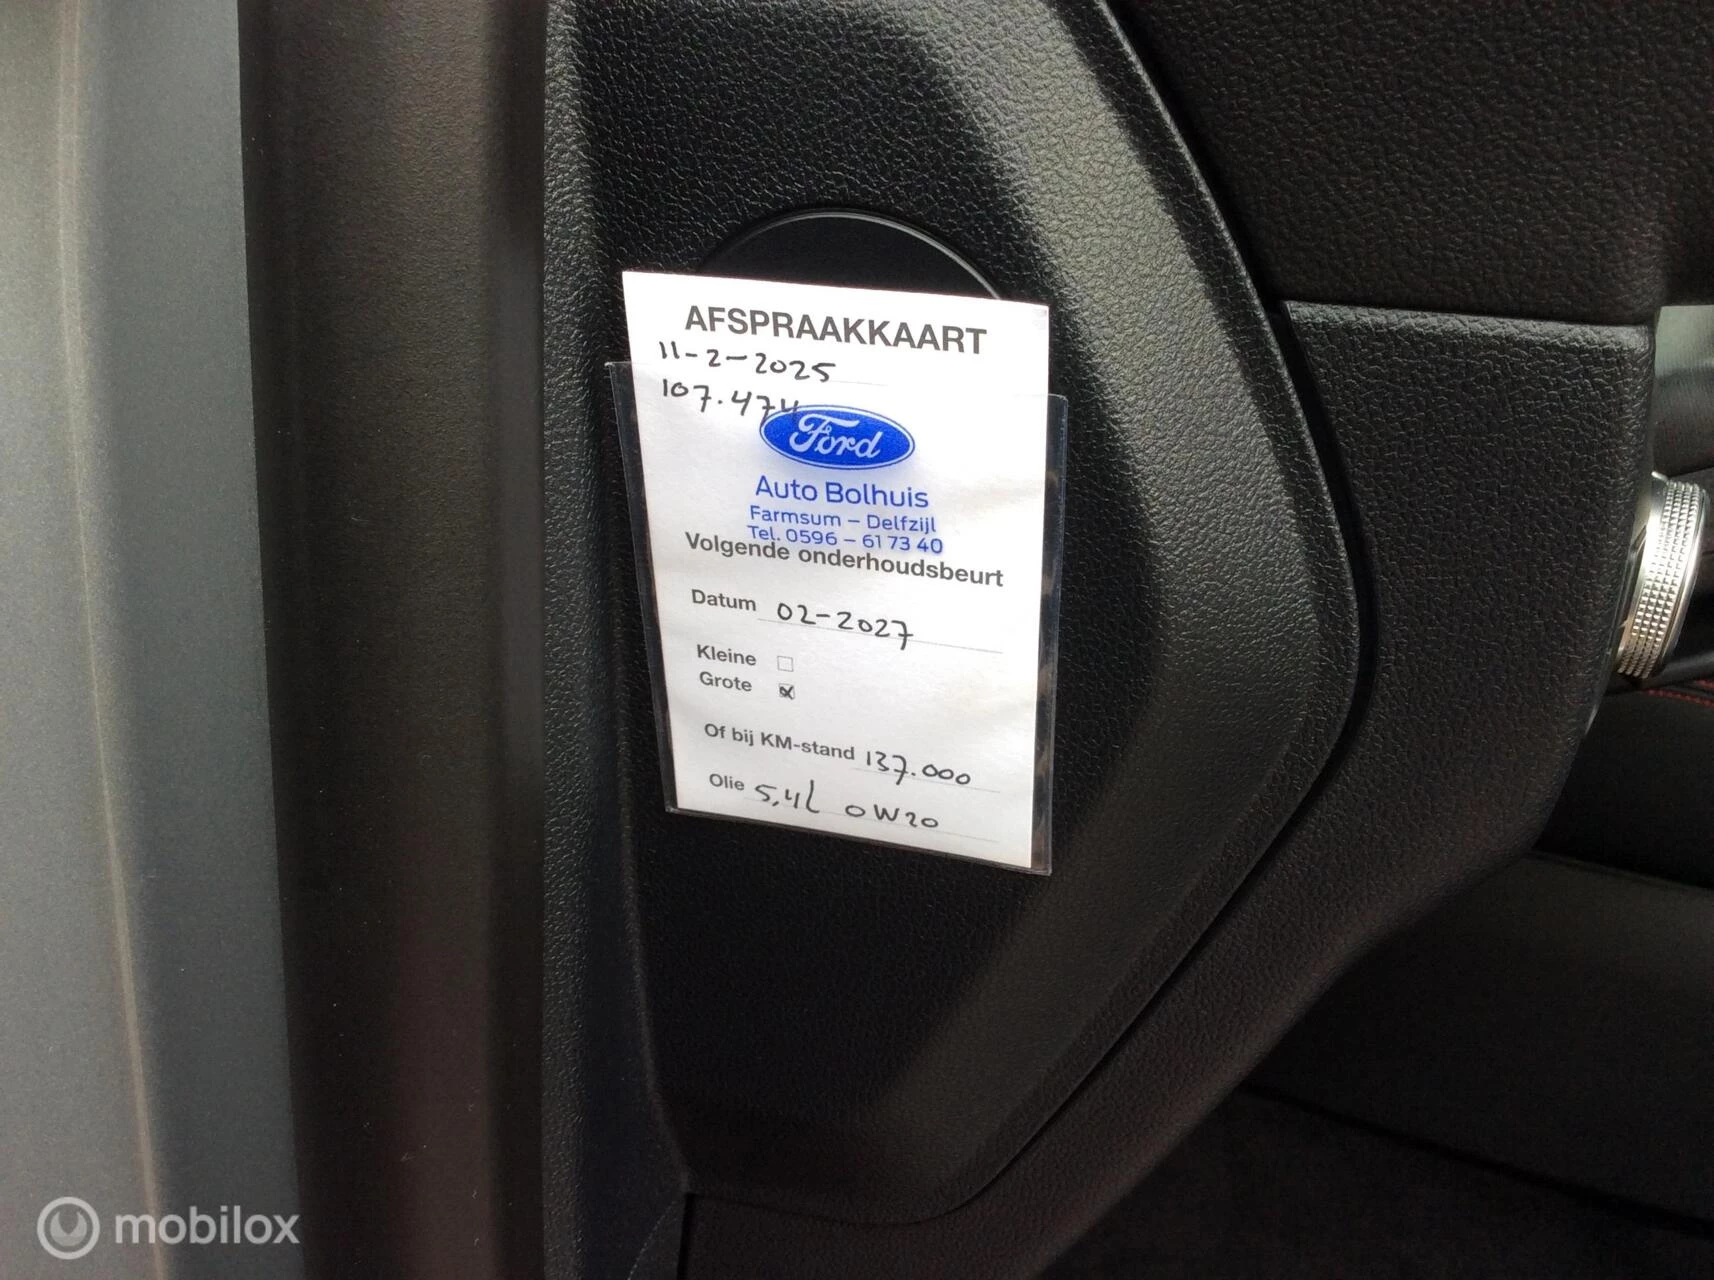 AFSPRAAKKAART
11-2-2025
107.474
Ford
Auto Bolhuis
Farmsum – Delfzijl
Tel. 0596 – 61 73 40
Volgende onderhoudsbeurt
Datum 02-2027
Kleine
Grote
Of bij KM-stand 137.000
Olie 5,4L 0W20
mobilox